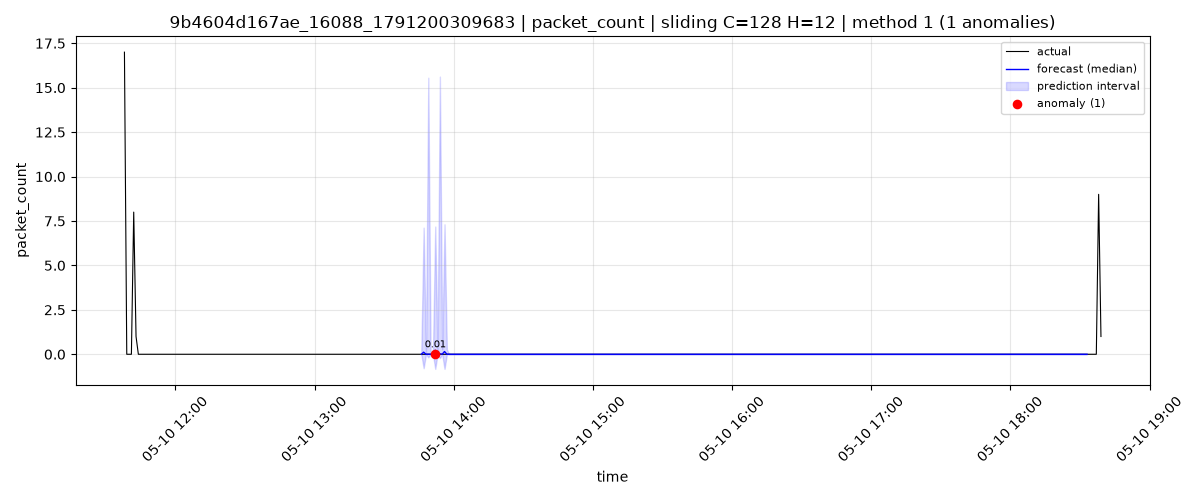 9b4604d167ae_16088_1791200309683 | packet_count | sliding C=128 H=12 | method 1 (1 anomalies)
actual
forecast (median)
prediction interval
anomaly (1)
17.5
15.0
12.5
10.0
7.5
5.0
2.5
0.0
packet_count
0.01
05-10 12:00
05-10 13:00
05-10 14:00
05-10 15:00
05-10 16:00
05-10 17:00
05-10 18:00
05-10 19:00
time